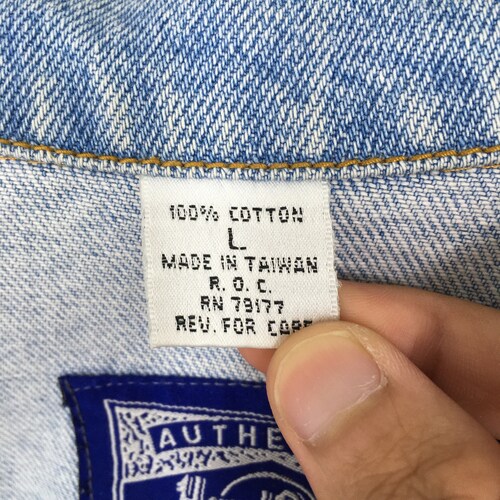 100% COTTON
L
MADE IN TAIWAN
R. O. C.
RN 79177
REV. FOR CARE
AUTHE